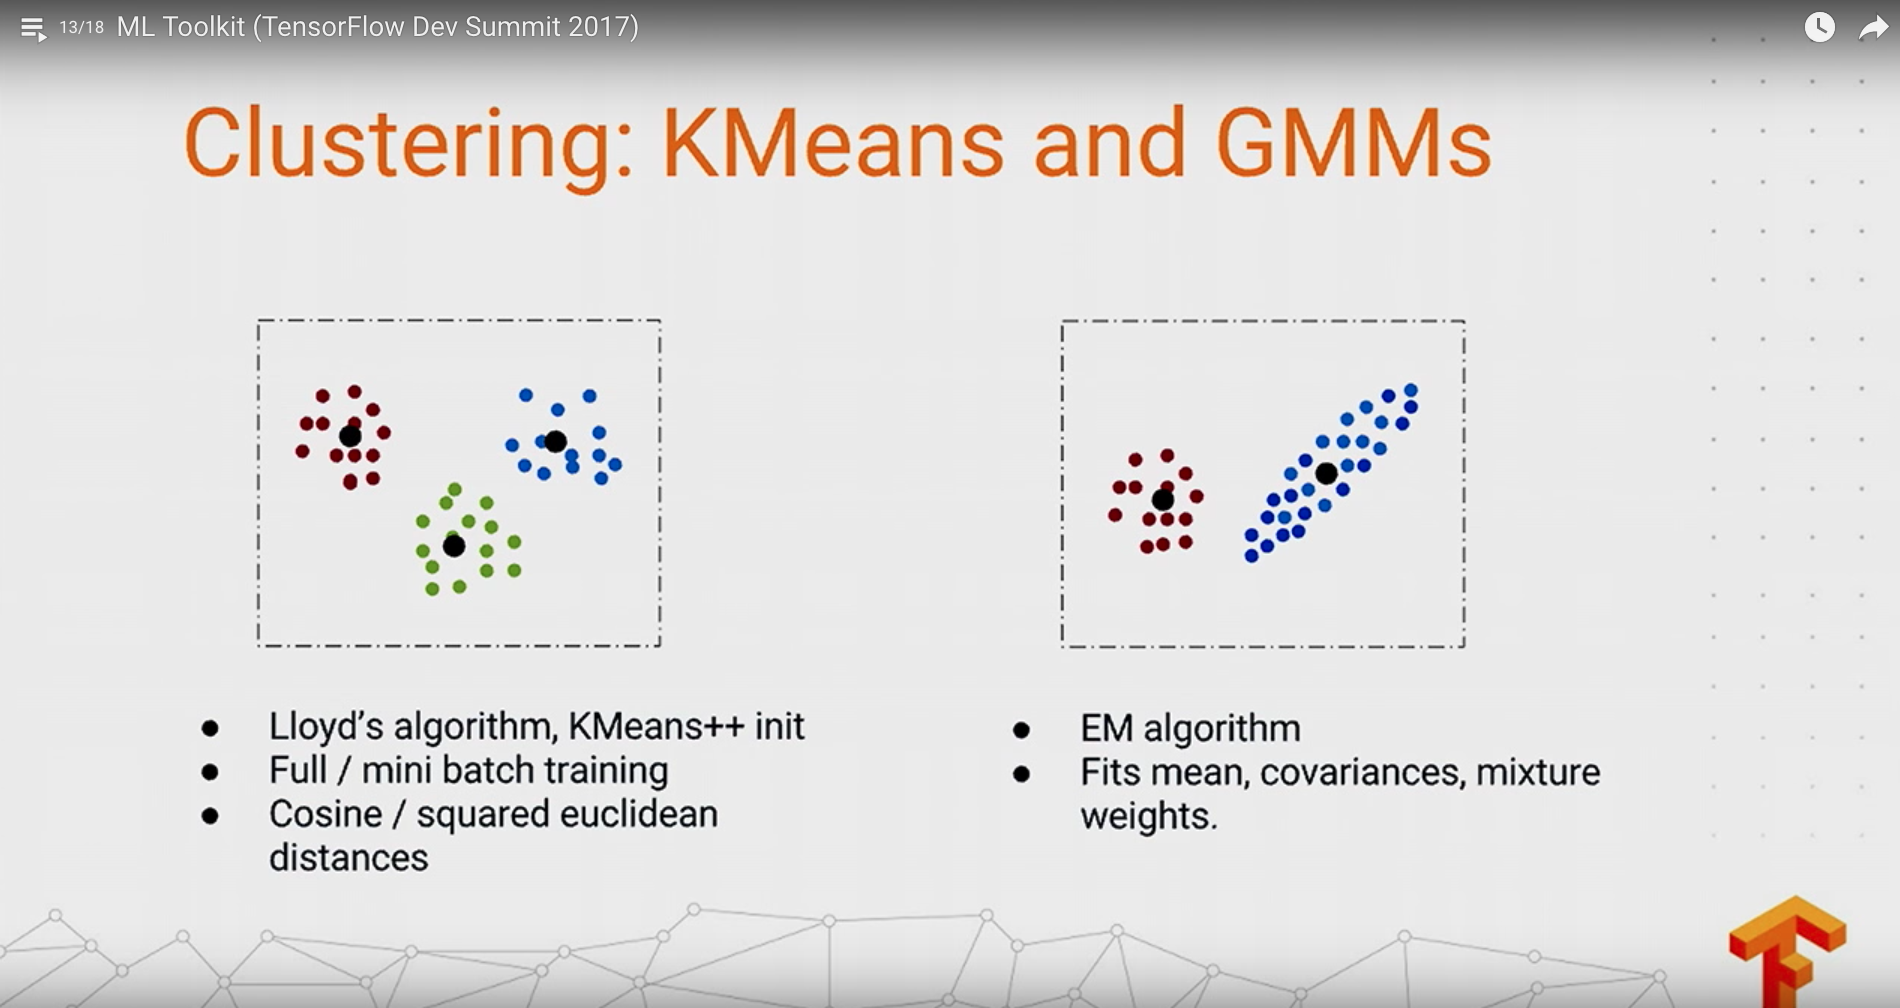 13/18 ML Toolkit (TensorFlow Dev Summit 2017)
Clustering: KMeans and GMMs
● Lloyd's algorithm, KMeans++ init
● Full / mini batch training
● Cosine / squared euclidean
distances
● EM algorithm
● Fits mean, covariances, mixture
weights.